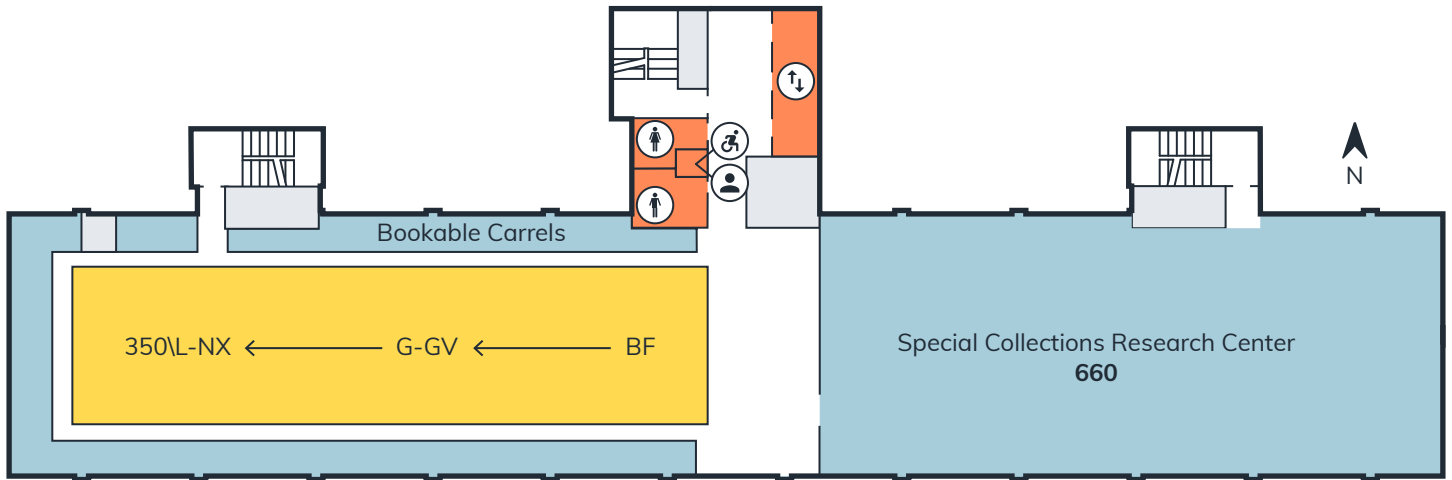 N
Bookable Carrels
350\L-NX
G-GV
BF
Special Collections Research Center
660